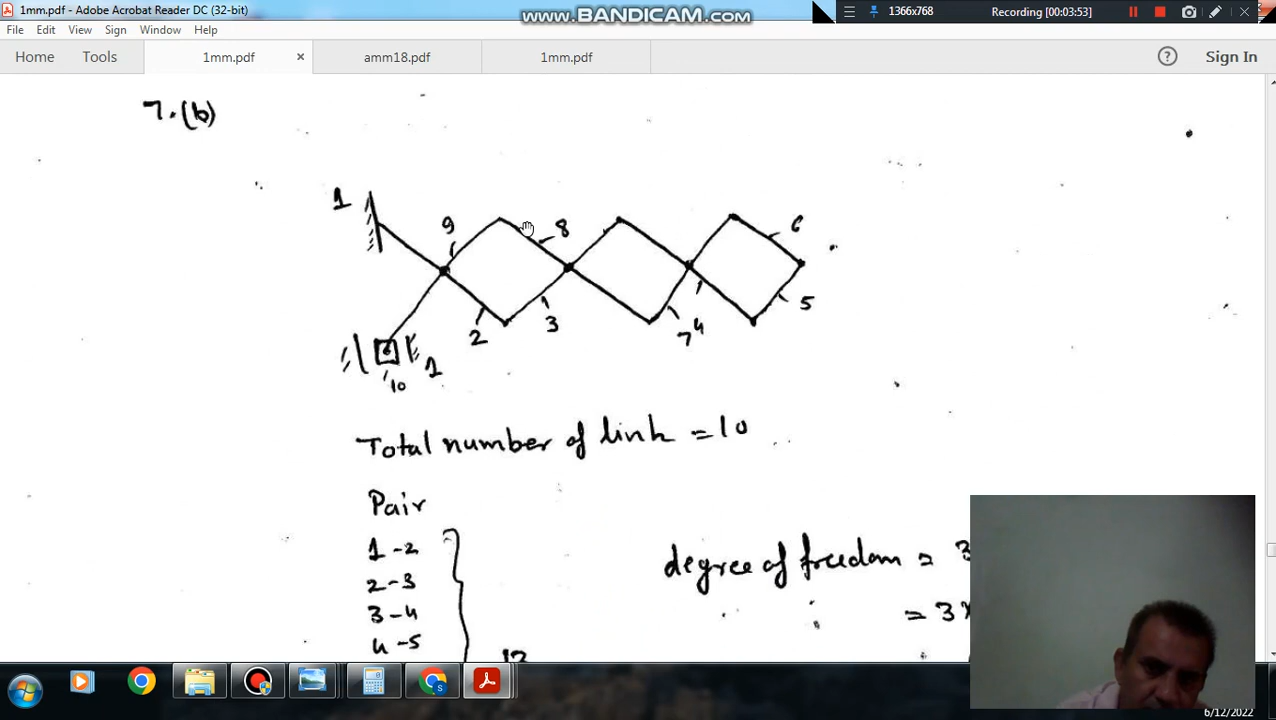 1mm.pdf - Adobe Acrobat Reader DC (32-bit)
www.BANDICAM.com
1366x768
Recording [00:03:53]
File Edit View Sign Window Help
Home Tools 1mm.pdf × amm18.pdf 1mm.pdf ? Sign In
7.(b)
1
9 8 6
2 3 7 4 5
10 1
Total number of link = 10
Pair
1 - 2
2 - 3
3 - 4
4 - 5
12
degree of freedom = 3
= 3
6/12/2022